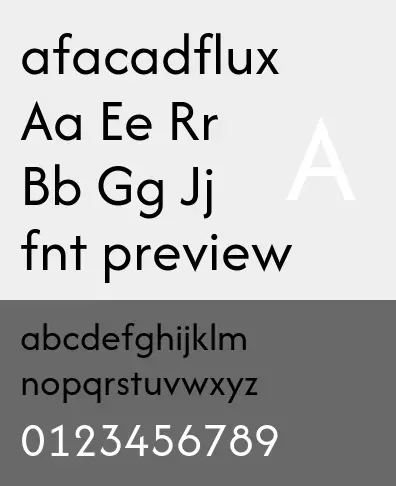 afacadflux
Aa Ee Rr
Bb Gg Jj
A
fnt preview
abcdefghijklm
nopqrstuvwxyz
0123456789